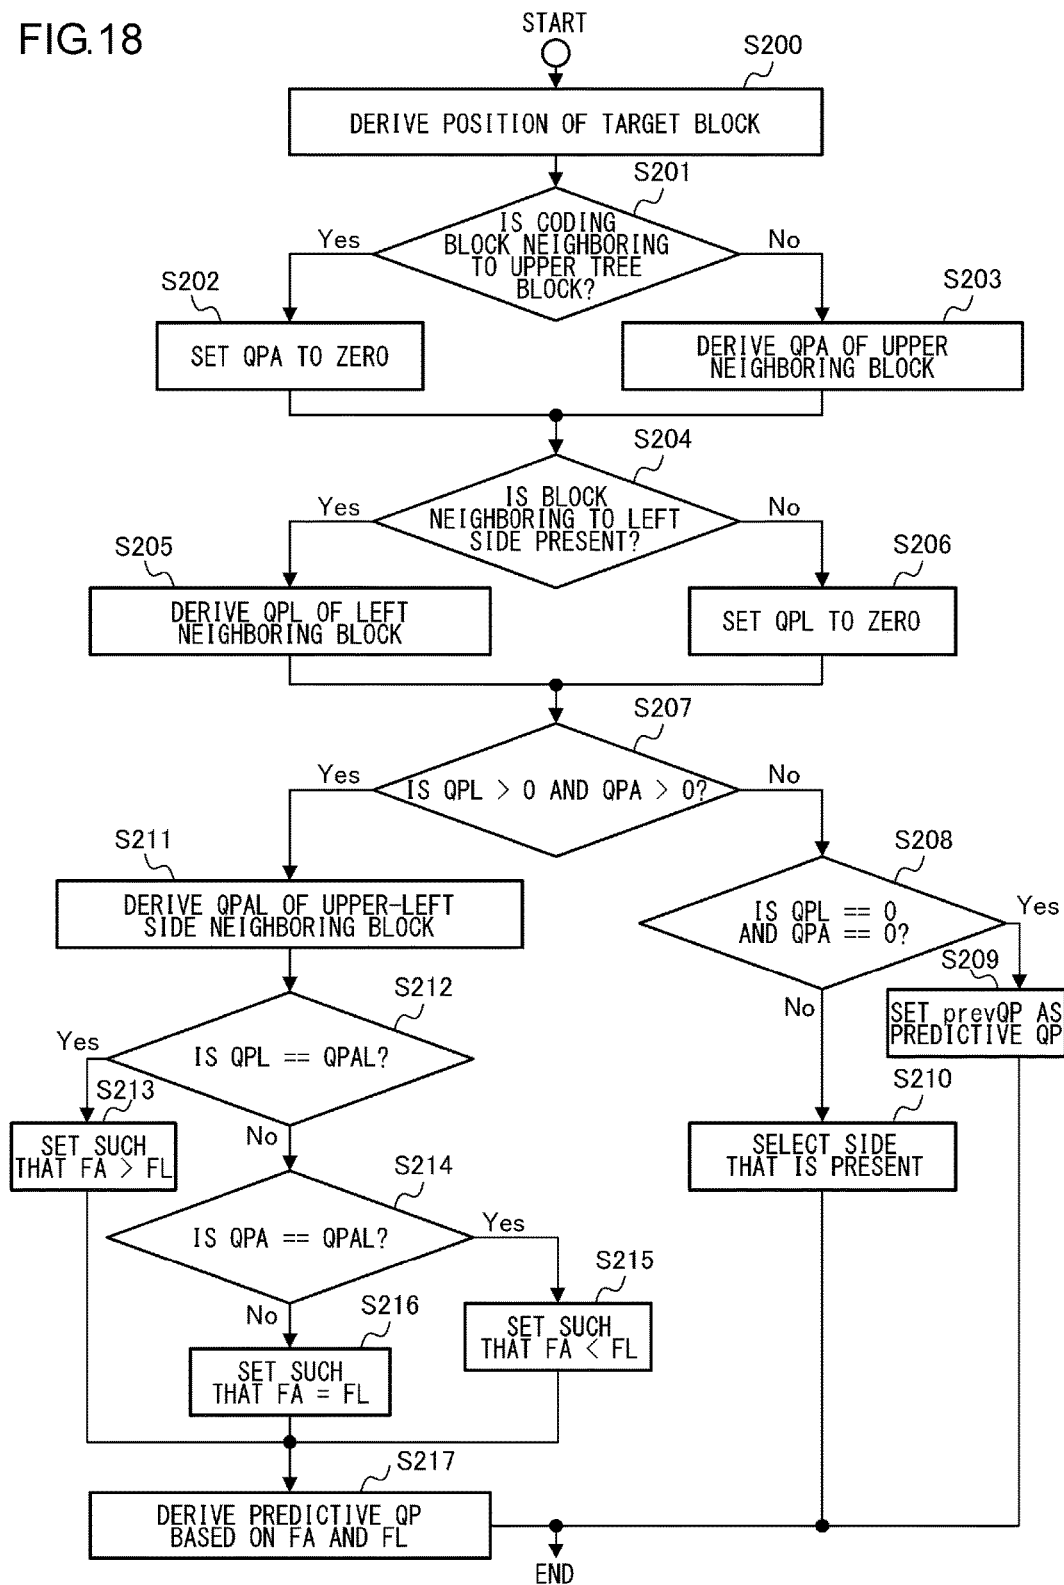 FIG.18
START
S200
DERIVE POSITION OF TARGET BLOCK
S201
IS CODING
BLOCK NEIGHBORING
TO UPPER TREE
BLOCK?
Yes
No
S202
SET QPA TO ZERO
S203
DERIVE QPA OF UPPER
NEIGHBORING BLOCK
S204
IS BLOCK
NEIGHBORING TO LEFT
SIDE PRESENT?
Yes
No
S205
DERIVE QPL OF LEFT
NEIGHBORING BLOCK
S206
SET QPL TO ZERO
S207
IS QPL > 0 AND QPA > 0?
Yes
No
S211
DERIVE QPAL OF UPPER-LEFT
SIDE NEIGHBORING BLOCK
S208
IS QPL == 0
AND QPA == 0?
Yes
No
S209
SET prevQP AS
PREDICTIVE QP
S210
SELECT SIDE
THAT IS PRESENT
S212
IS QPL == QPAL?
Yes
No
S213
SET SUCH
THAT FA > FL
S214
IS QPA == QPAL?
Yes
No
S215
SET SUCH
THAT FA < FL
S216
SET SUCH
THAT FA = FL
S217
DERIVE PREDICTIVE QP
BASED ON FA AND FL
END